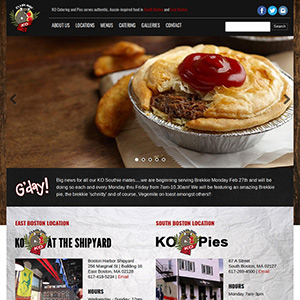 KO Catering and Pies serves authentic, Aussie-inspired food in South Boston and East Boston.
ABOUT US LOCATIONS MENUS CATERING GALLERIES CONTACT
Search
G'day!
Big news for all our KO Southie mates.... we are beginning serving Brekkie Monday Feb 27th and will be
doing so each and every Monday thru Friday from 7am-10.30am! We will be featuring an amazing Brekkie
pie, the brekkie and of course, Vegemite on toast amongst others!!
EAST BOSTON LOCATION
KO AT THE SHIPYARD
Boston Harbor Shipyard
256 Marginal St | Building 16
East Boston, MA 02128
617-418-5234 |
HOURS
SOUTH BOSTON LOCATION
KO Pies
87 A Street
South Boston, MA 02127
617-269-4500 |
HOURS
Monday 7am-3pm